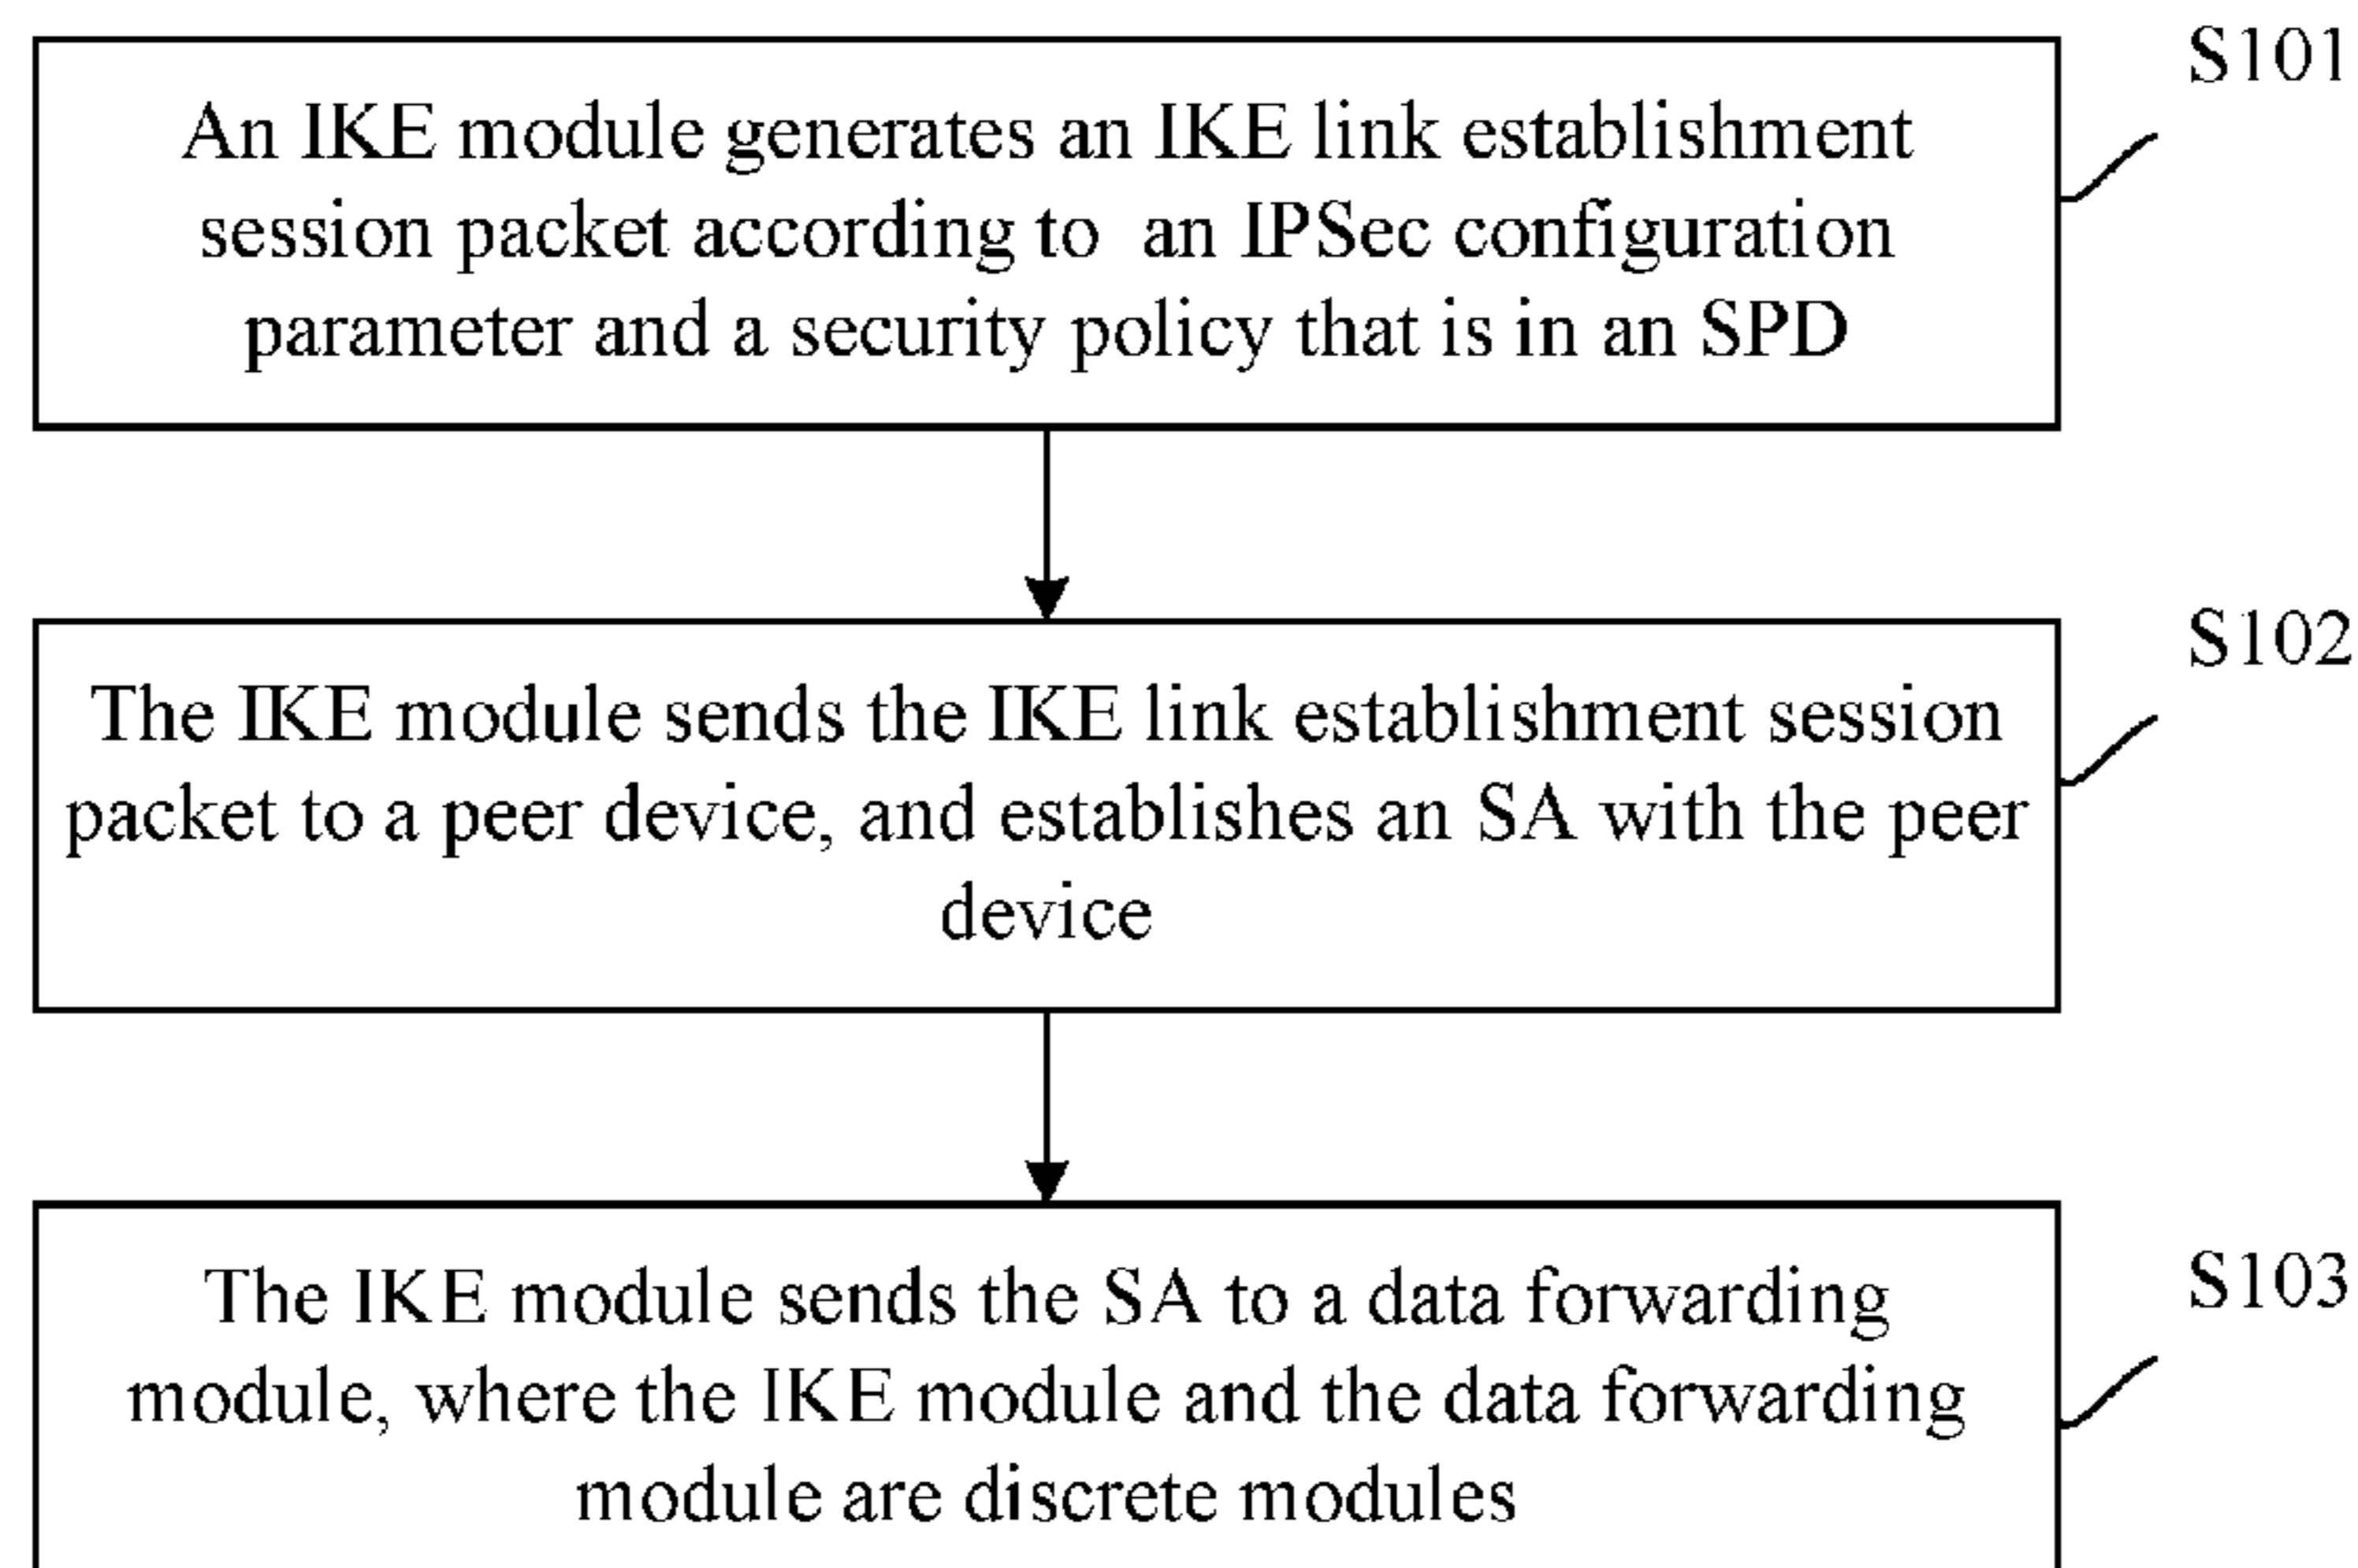 S101
An IKE module generates an IKE link establishment
session packet according to an IPSec configuration
parameter and a security policy that is in an SPD
S102
The IKE module sends the IKE link establishment session
packet to a peer device, and establishes an SA with the peer
device
S103
The IKE module sends the SA to a data forwarding
module, where the IKE module and the data forwarding
module are discrete modules